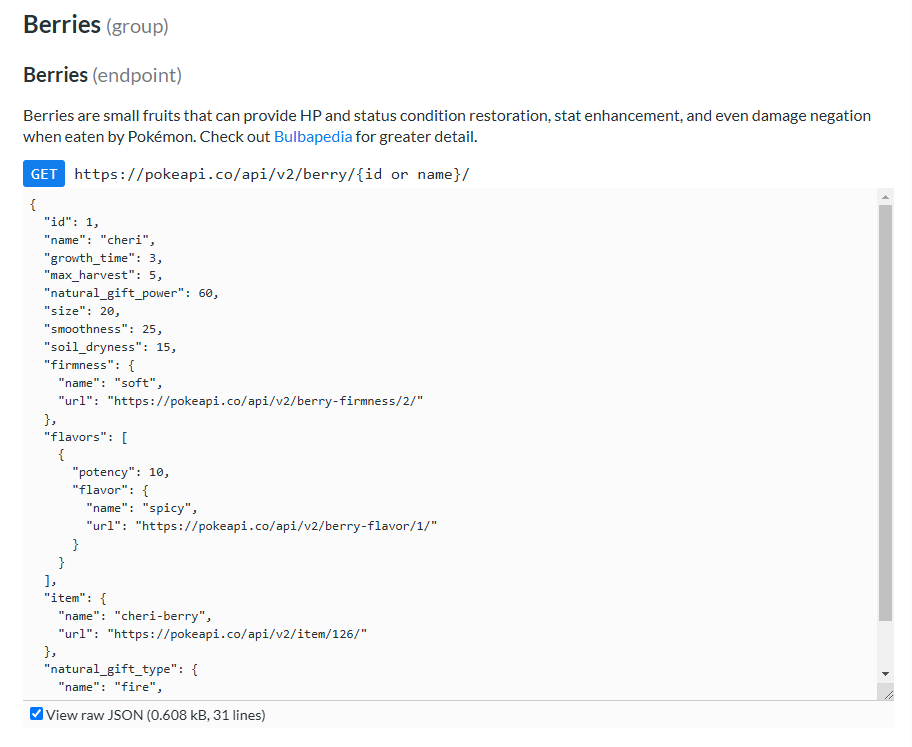 Berries (group)
Berries (endpoint)
Berries are small fruits that can provide HP and status condition restoration, stat enhancement, and even damage negation
when eaten by Pokémon. Check out Bulbapedia for greater detail.
GET https://pokeapi.co/api/v2/berry/{id or name}/
{
  "id": 1,
  "name": "cheri",
  "growth_time": 3,
  "max_harvest": 5,
  "natural_gift_power": 60,
  "size": 20,
  "smoothness": 25,
  "soil_dryness": 15,
  "firmness": {
    "name": "soft",
    "url": "https://pokeapi.co/api/v2/berry-firmness/2/"
  },
  "flavors": [
    {
      "potency": 10,
      "flavor": {
        "name": "spicy",
        "url": "https://pokeapi.co/api/v2/berry-flavor/1/"
      }
    }
  ],
  "item": {
    "name": "cheri-berry",
    "url": "https://pokeapi.co/api/v2/item/126/"
  },
  "natural_gift_type": {
    "name": "fire",
View raw JSON (0.608 kB, 31 lines)